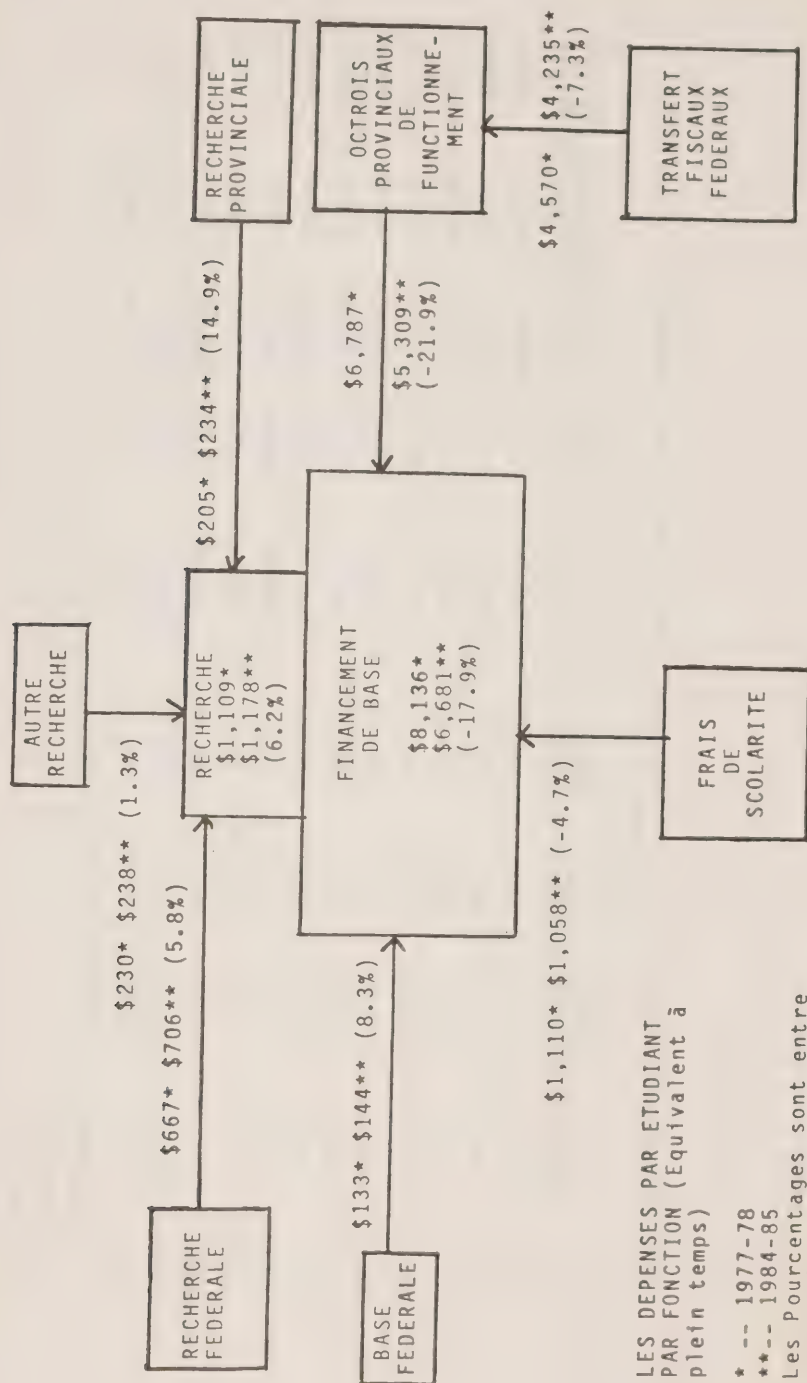 AUTRE
RECHERCHE
$230* $238** (1.3%)
RECHERCHE
FEDERALE
$667* $706** (5.8%)
RECHERCHE
PROVINCIALE
$205* $234** (14.9%)
RECHERCHE
$1,109*
$1,178**
(6.2%)
BASE
FEDERALE
$133* $144** (8.3%)
FINANCEMENT
DE BASE
$8,136*
$6,681**
(-17.9%)
OCTROIS
PROVINCIAUX
DE
FUNCTIONNE-
MENT
$6,787*
$5,309**
(-21.9%)
$4,570* $4,235**
(-7.3%)
TRANSFERT
FISCAUX
FEDERAUX
$1,110* $1,058** (-4.7%)
FRAIS
DE
SCOLARITE
LES DEPENSES PAR ETUDIANT
PAR FONCTION (Equivalent à
plein temps)
* -- 1977-78
**-- 1984-85
Les Pourcentages sont entre